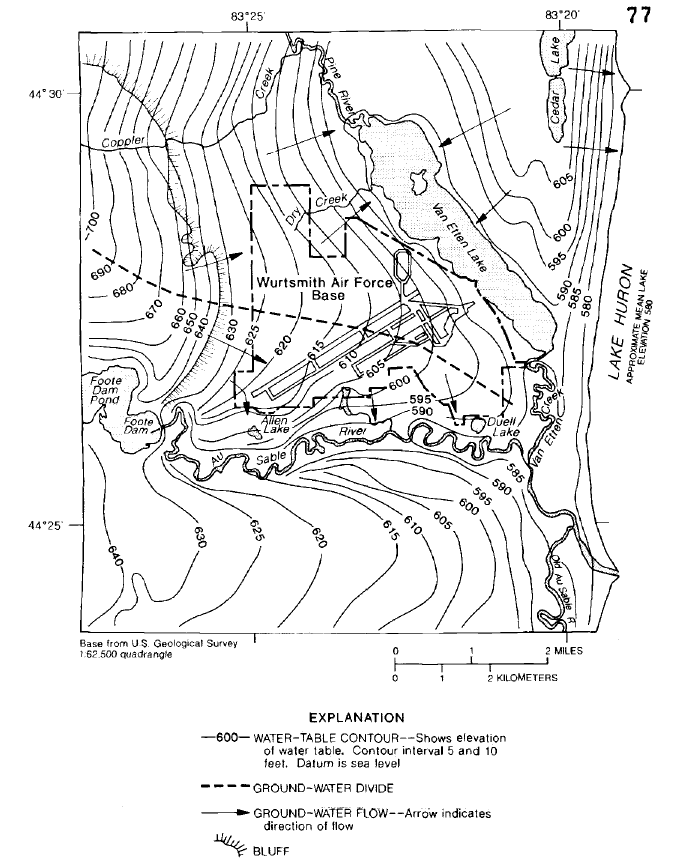 77
83°25'
83°20'
44°30'
44°25'
Coppler
Creek
Pine River
Cedar
Lake
Dry Creek
Van Etten Lake
Wurtsmith Air Force
Base
LAKE HURON
APPROXIMATE MEAN LAKE
ELEVATION 580
Foote
Dam
Pond
Foote
Dam
Allen
Lake
Au Sable River
Duell
Lake
Van Etten Creek
Old Au Sable R.
700
690
680
670
660
650
640
630
625
620
615
610
605
600
595
590
605
600
595
590
585
580
585
590
595
600
605
610
615
620
625
630
640
Base from U.S. Geological Survey
1:62,500 quadrangle
0 1 2 MILES
0 1 2 KILOMETERS
EXPLANATION
—600— WATER-TABLE CONTOUR--Shows elevation
of water table. Contour interval 5 and 10
feet. Datum is sea level
GROUND-WATER DIVIDE
GROUND-WATER FLOW--Arrow indicates
direction of flow
BLUFF